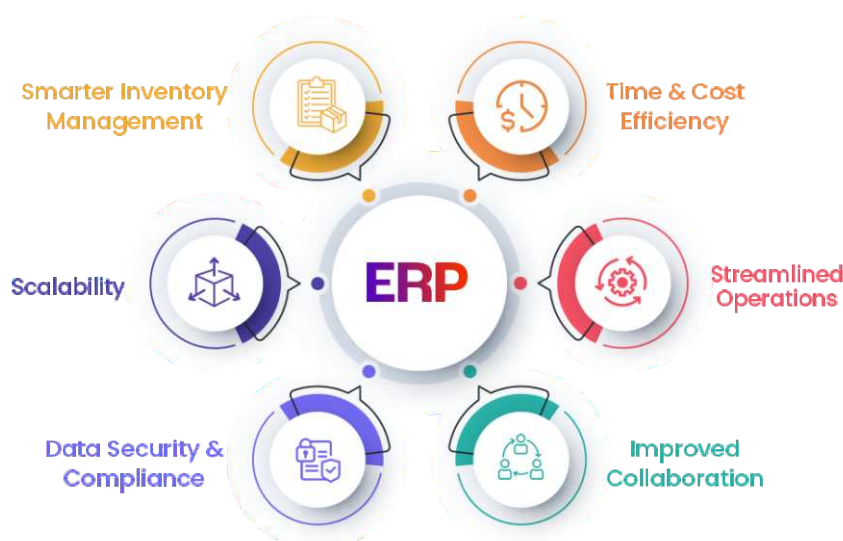 Smarter Inventory
Management
Time & Cost
Efficiency
ERP
Scalability
Streamlined
Operations
Data Security &
Compliance
Improved
Collaboration
$